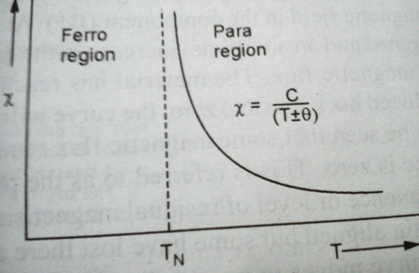 Ferro
region
Para
region
χ
χ = C/(T±θ)
T_N
T